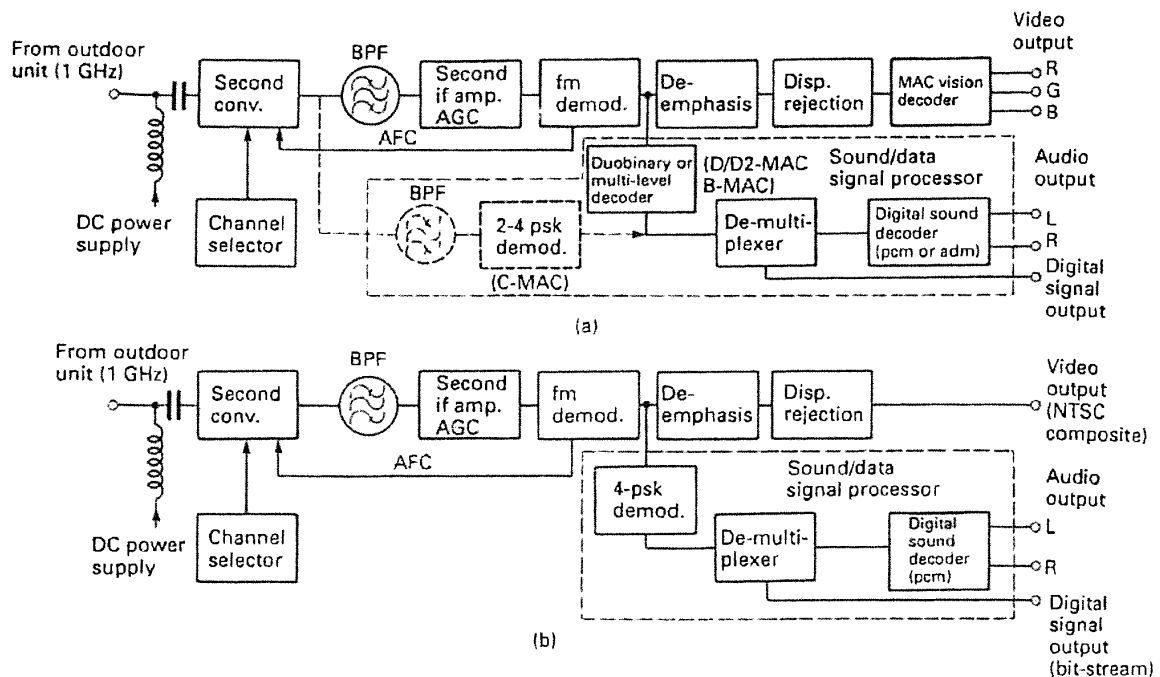 From outdoor
unit (1 GHz)
Second
conv.
BPF
Second
if amp.
AGC
fm
demod.
De-
emphasis
Disp.
rejection
MAC vision
decoder
Video
output
R
G
B
AFC
DC power
supply
Channel
selector
BPF
2-4 psk
demod.
(C-MAC)
Duobinary or
multi-level
decoder
(D/D2-MAC
B-MAC)
Sound/data
signal processor
De-multi-
plexer
Digital sound
decoder
(pcm or adm)
Audio
output
L
R
Digital
signal
output
(a)
From outdoor
unit (1 GHz)
Second
conv.
BPF
Second
if amp.
AGC
fm
demod.
De-
emphasis
Disp.
rejection
Video
output
(NTSC
composite)
AFC
DC power
supply
Channel
selector
4-psk
demod.
Sound/data
signal processor
De-multi-
plexer
Digital
sound
decoder
(pcm)
Audio
output
L
R
Digital
signal
output
(bit-stream)
(b)